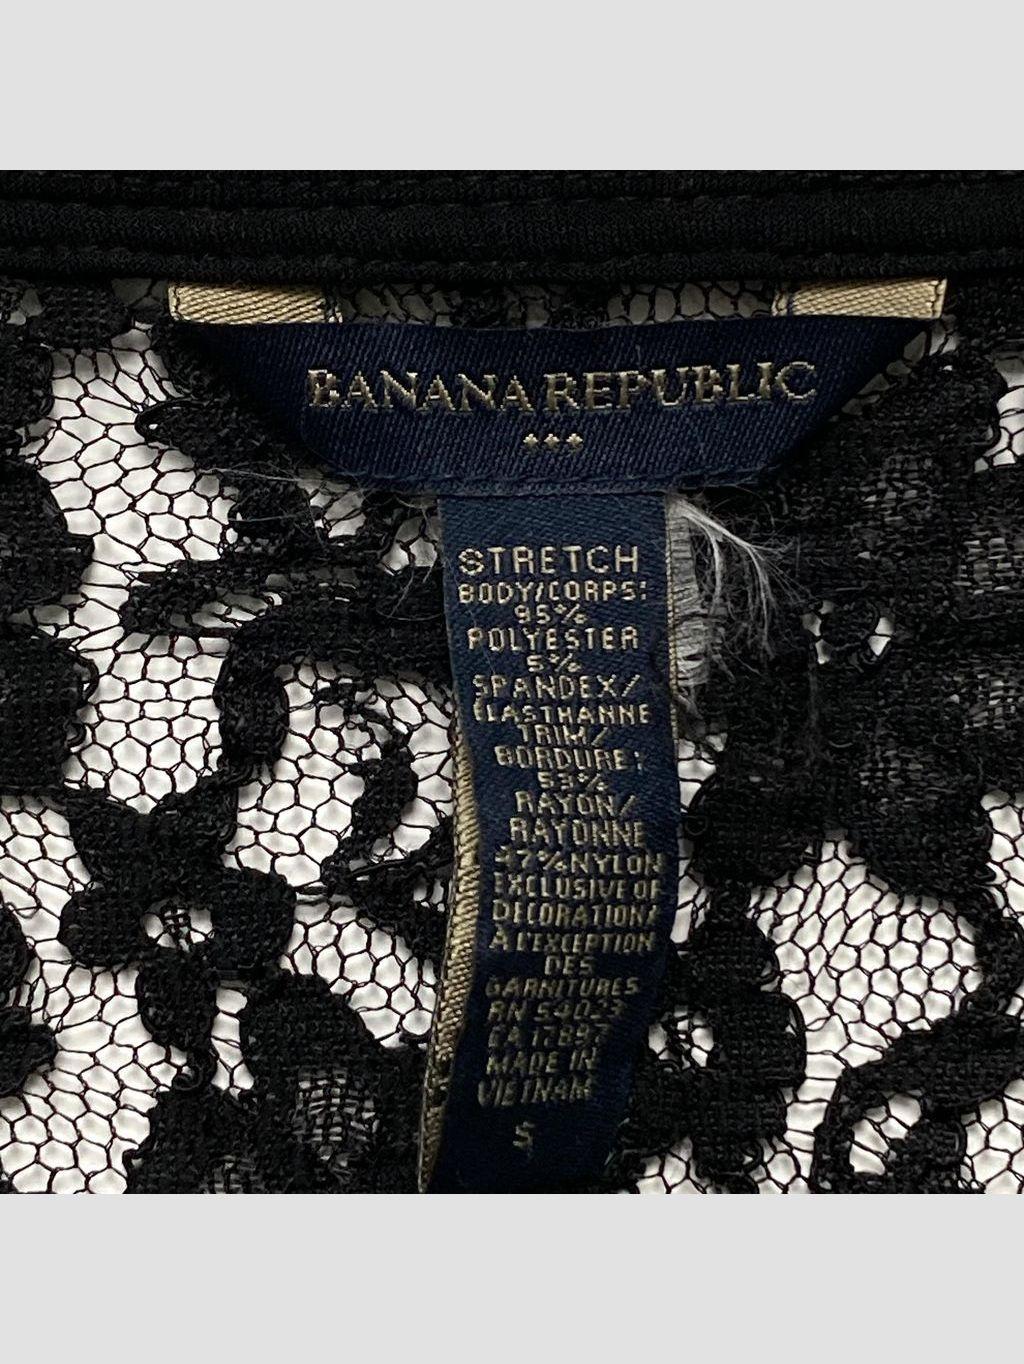 BANANA REPUBLIC
STRETCH
BODY/CORPS:
95%
POLYESTER
5%
SPANDEX/
ELASTHANNE
TRIM/
BORDURE:
53%
RAYON/
RAYONNE
47% NYLON
EXCLUSIVE OF
DECORATION/
A L'EXCEPTION
DES
GARNITURES
RN 54023
CA 17897
MADE IN
VIETNAM
S